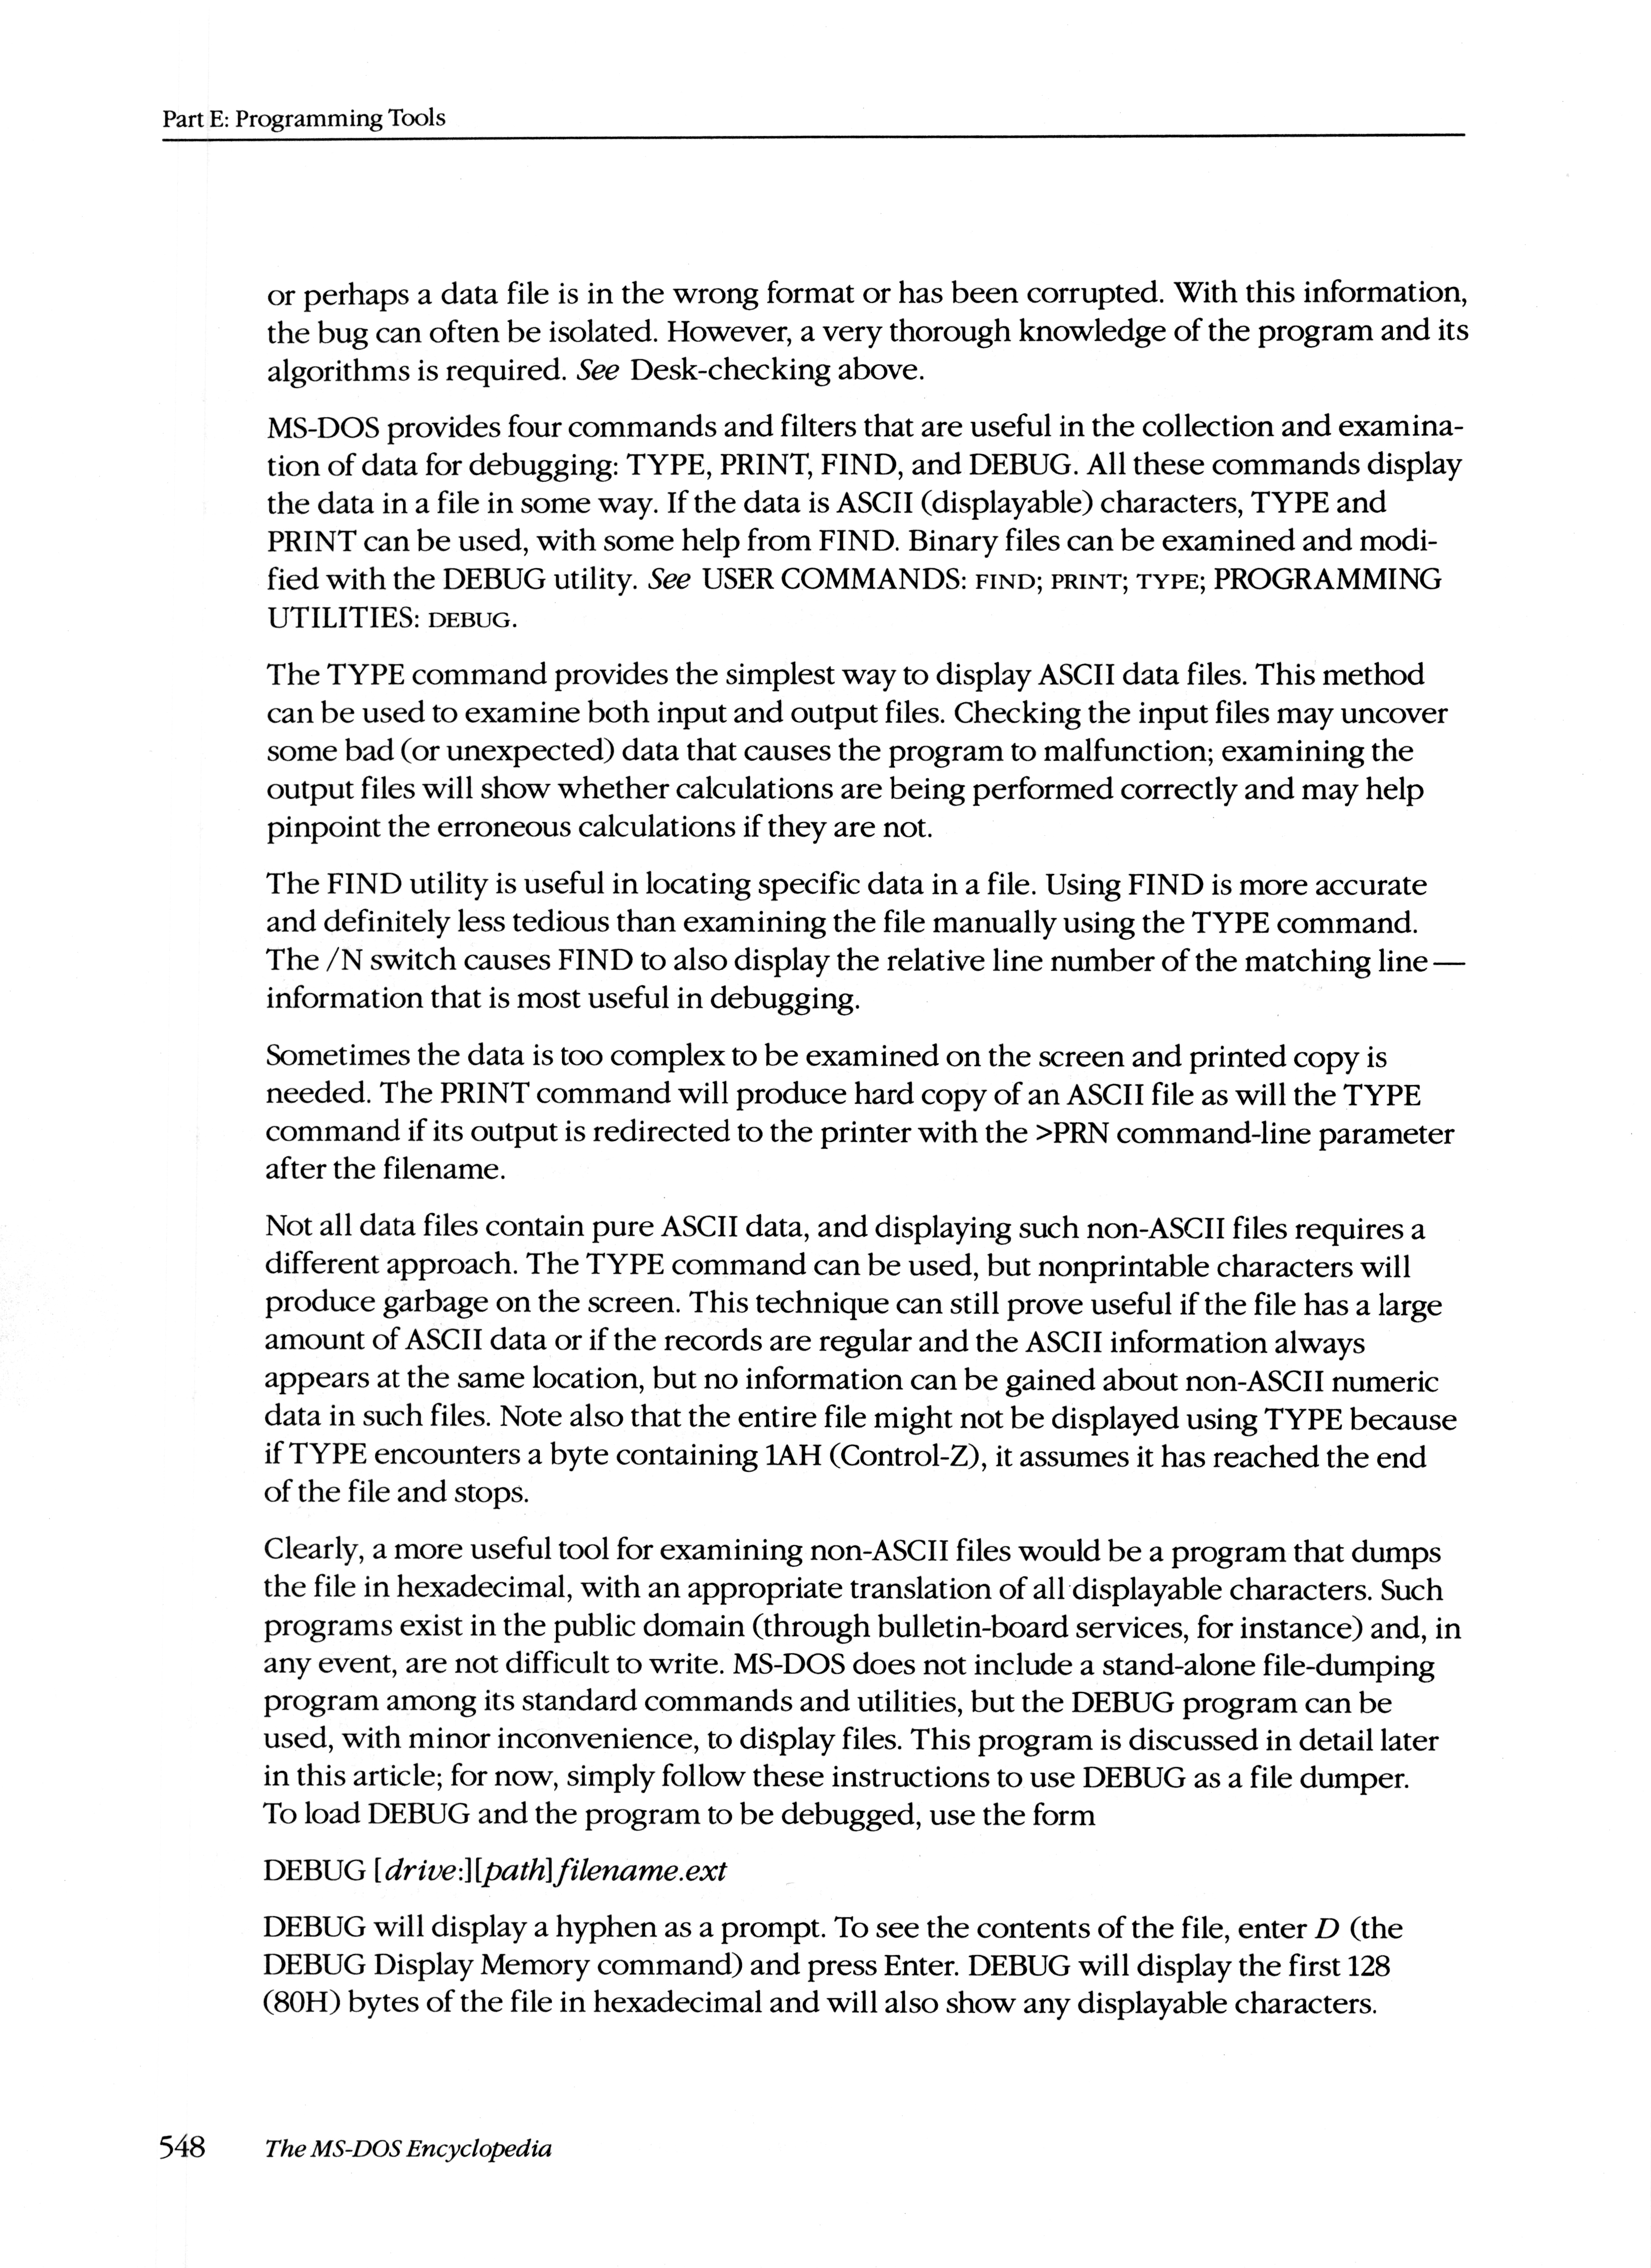 Part E: Programming Tools
or perhaps a data file is in the wrong format or has been corrupted. With this information,
the bug can often be isolated. However, a very thorough knowledge of the program and its
algorithms is required. See Desk-checking above.
MS-DOS provides four commands and filters that are useful in the collection and examina-
tion of data for debugging: TYPE, PRINT, FIND, and DEBUG. All these commands display
the data in a file in some way. If the data is ASCII (displayable) characters, TYPE and
PRINT can be used, with some help from FIND. Binary files can be examined and modi-
fied with the DEBUG utility. See USER COMMANDS: FIND; PRINT; TYPE; PROGRAMMING
UTILITIES: DEBUG.
The TYPE command provides the simplest way to display ASCII data files. This method
can be used to examine both input and output files. Checking the input files may uncover
some bad (or unexpected) data that causes the program to malfunction; examining the
output files will show whether calculations are being performed correctly and may help
pinpoint the erroneous calculations if they are not.
The FIND utility is useful in locating specific data in a file. Using FIND is more accurate
and definitely less tedious than examining the file manually using the TYPE command.
The /N switch causes FIND to also display the relative line number of the matching line —
information that is most useful in debugging.
Sometimes the data is too complex to be examined on the screen and printed copy is
needed. The PRINT command will produce hard copy of an ASCII file as will the TYPE
command if its output is redirected to the printer with the >PRN command-line parameter
after the filename.
Not all data files contain pure ASCII data, and displaying such non-ASCII files requires a
different approach. The TYPE command can be used, but nonprintable characters will
produce garbage on the screen. This technique can still prove useful if the file has a large
amount of ASCII data or if the records are regular and the ASCII information always
appears at the same location, but no information can be gained about non-ASCII numeric
data in such files. Note also that the entire file might not be displayed using TYPE because
if TYPE encounters a byte containing 1AH (Control-Z), it assumes it has reached the end
of the file and stops.
Clearly, a more useful tool for examining non-ASCII files would be a program that dumps
the file in hexadecimal, with an appropriate translation of all displayable characters. Such
programs exist in the public domain (through bulletin-board services, for instance) and, in
any event, are not difficult to write. MS-DOS does not include a stand-alone file-dumping
program among its standard commands and utilities, but the DEBUG program can be
used, with minor inconvenience, to display files. This program is discussed in detail later
in this article; for now, simply follow these instructions to use DEBUG as a file dumper.
To load DEBUG and the program to be debugged, use the form
DEBUG [drive:][path]filename.ext
DEBUG will display a hyphen as a prompt. To see the contents of the file, enter D (the
DEBUG Display Memory command) and press Enter. DEBUG will display the first 128
(80H) bytes of the file in hexadecimal and will also show any displayable characters.
548 The MS-DOS Encyclopedia